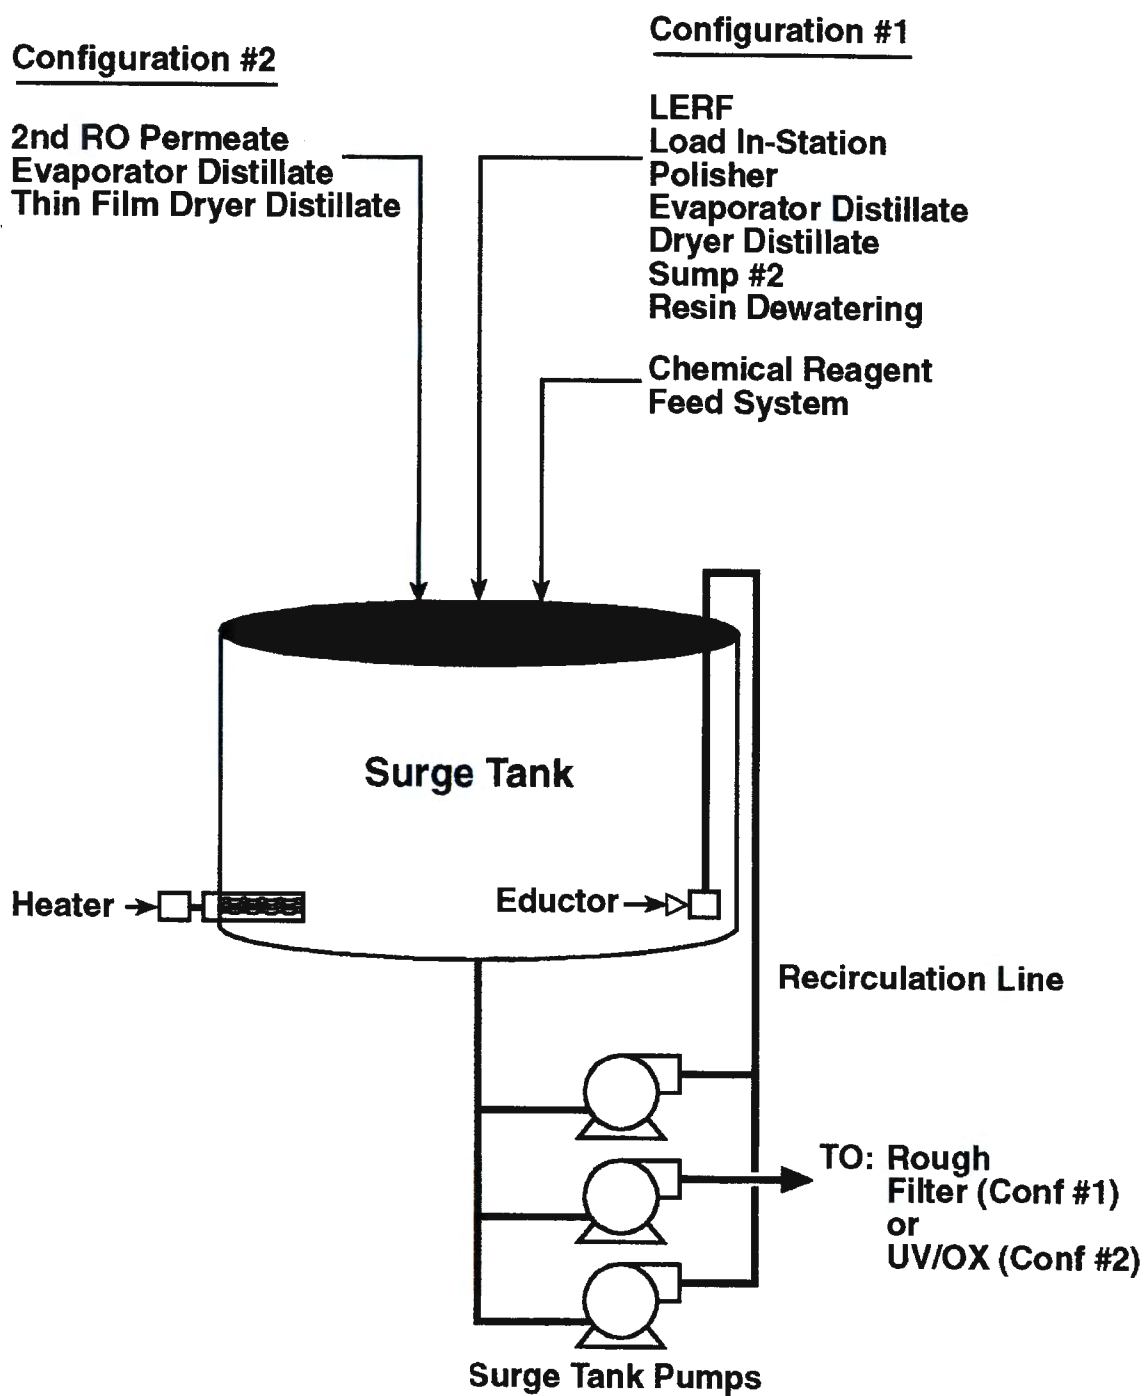 Configuration #2
2nd RO Permeate
Evaporator Distillate
Thin Film Dryer Distillate
Configuration #1
LERF
Load In-Station
Polisher
Evaporator Distillate
Dryer Distillate
Sump #2
Resin Dewatering
Chemical Reagent
Feed System
Surge Tank
Heater
Eductor
Recirculation Line
TO: Rough
Filter (Conf #1)
or
UV/OX (Conf #2)
Surge Tank Pumps